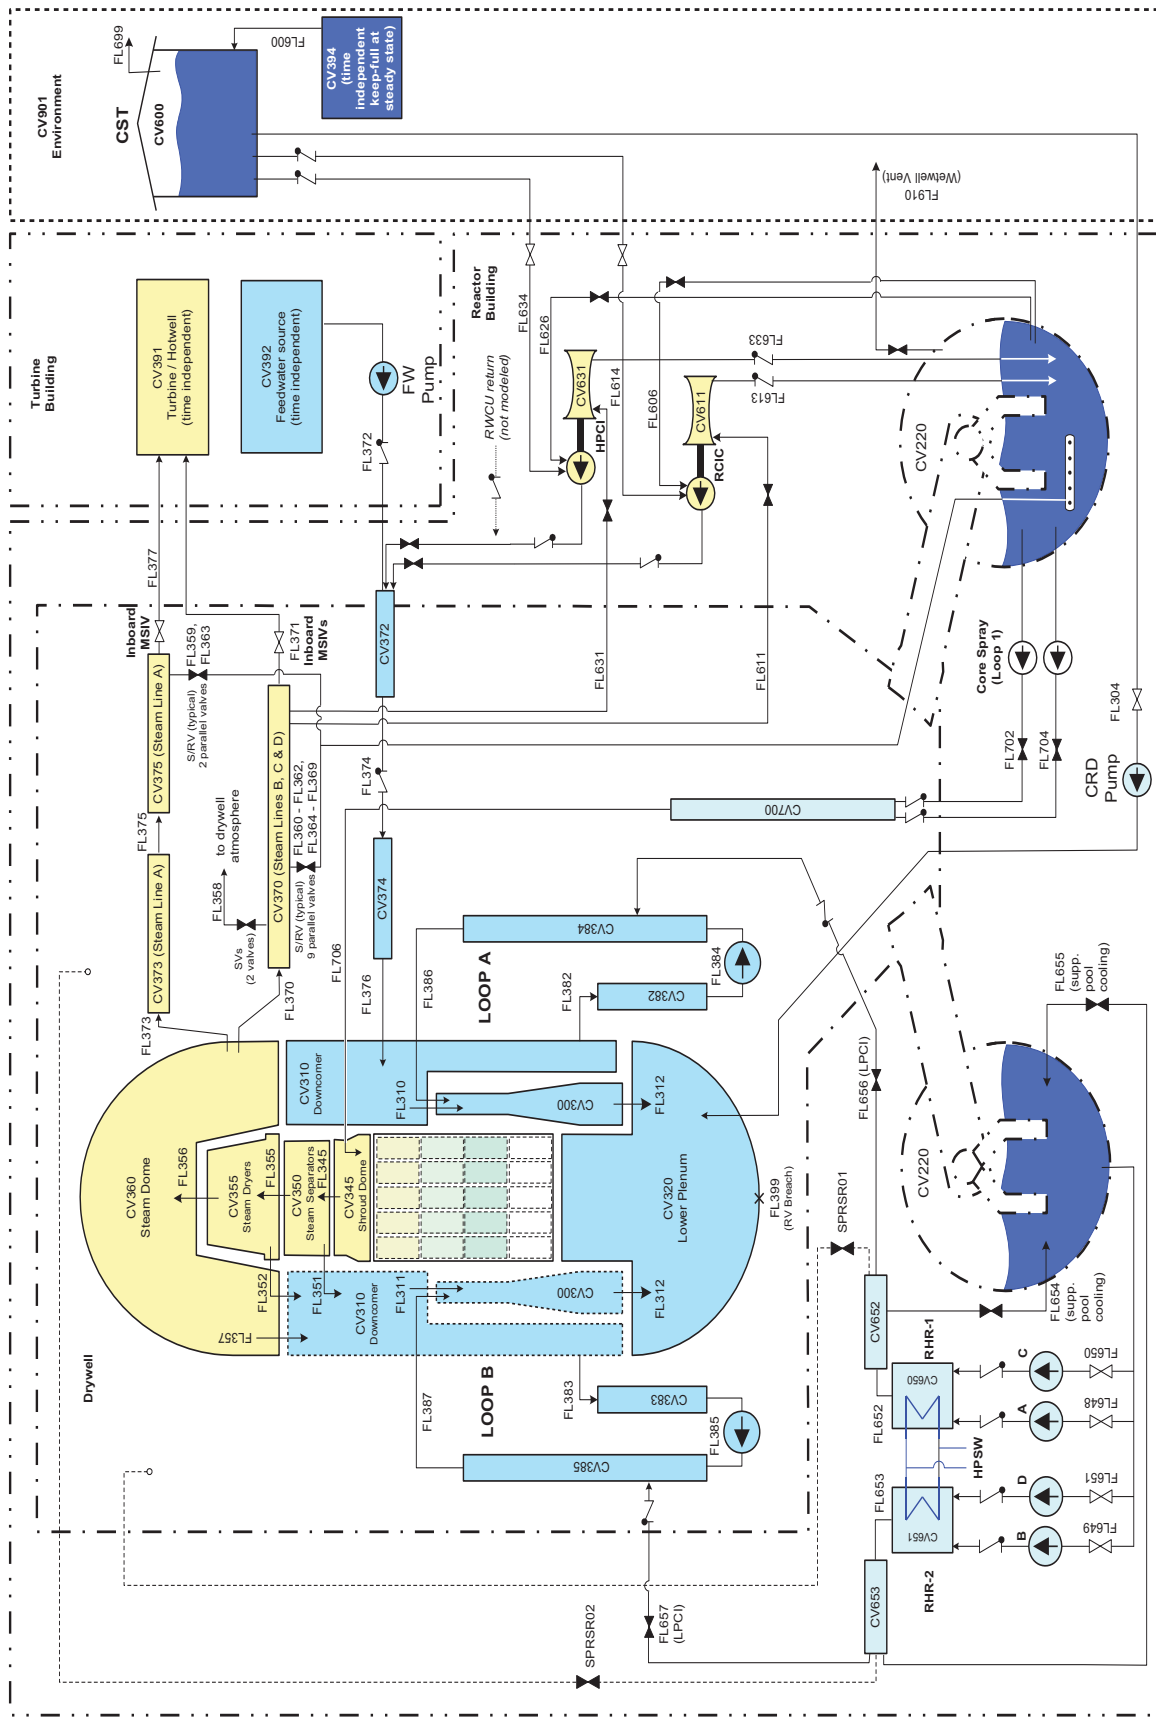 CV901
Environment
FL699
CST
CV600
FL600
CV394
(time
independent
keep-full at
steady state)
FL910
(Wetwell Vent)
Turbine
Building
CV391
Turbine / Hotwell
(time independent)
CV392
Feedwater source
(time independent)
FW
Pump
FL372
Reactor
Building
RWCU return
(not modeled)
FL634
FL626
FL614
FL606
CV631
HPCI
CV611
RCIC
FL633
FL613
CV220
FL377
Inboard
MSIV
FL371
Inboard
MSIVs
FL359,
FL363
S/RV (typical)
2 parallel valves
CV375 (Steam Line A)
FL375
CV373 (Steam Line A)
FL373
to drywell
atmosphere
FL358
SVs
(2 valves)
CV370 (Steam Lines B, C & D)
S/RV (typical)
9 parallel valves
FL360 - FL362,
FL364 - FL369
FL370
FL706
CV372
FL374
CV374
FL376
FL631
FL611
Core Spray
(Loop 1)
FL702
FL704
CV700
FL304
CRD
Pump
FL386
CV384
LOOP A
FL382
CV382
FL384
CV360
Steam Dome
FL356
CV355
Steam Dryers
FL355
CV350
Steam Separators
FL345
CV345
Shroud Dome
FL352
FL351
FL357
CV310
Downcomer
FL310
CV300
FL312
CV320
Lower Plenum
FL399
(RV Breach)
CV310
Downcomer
FL311
CV300
FL312
Drywell
LOOP B
FL387
FL383
CV383
FL385
CV385
FL656 (LPCI)
SPRSR01
FL655
(supp.
pool
cooling)
CV220
FL654
(supp.
pool
cooling)
CV652
RHR-1
CV650
FL652
C
FL650
A
FL648
HPSW
FL653
D
FL651
CV651
B
FL649
RHR-2
CV653
FL657
(LPCI)
SPRSR02